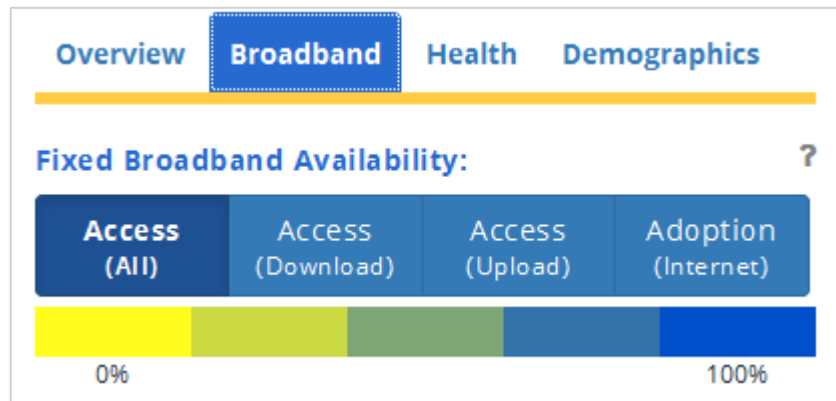 Overview Broadband Health Demographics
Fixed Broadband Availability: ?
Access Access Access Adoption
(All) (Download) (Upload) (Internet)
0% 100%